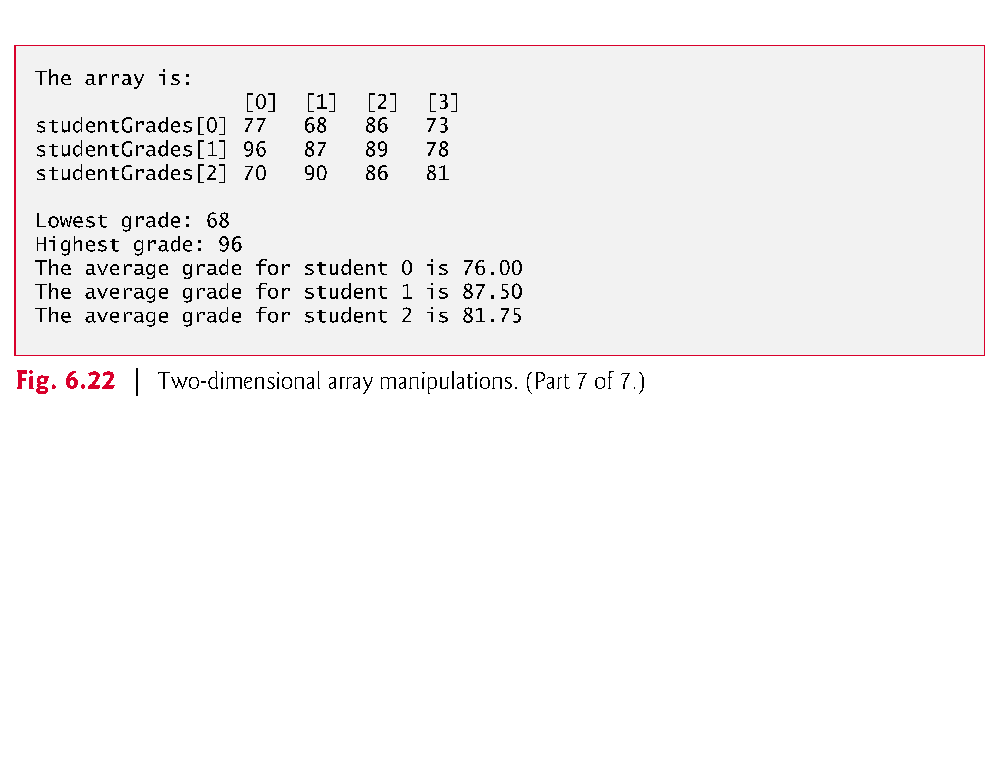 The array is:
                 [0]  [1]  [2]  [3]
studentGrades[0] 77   68   86   73
studentGrades[1] 96   87   89   78
studentGrades[2] 70   90   86   81
Lowest grade: 68
Highest grade: 96
The average grade for student 0 is 76.00
The average grade for student 1 is 87.50
The average grade for student 2 is 81.75
Fig. 6.22 | Two-dimensional array manipulations. (Part 7 of 7.)